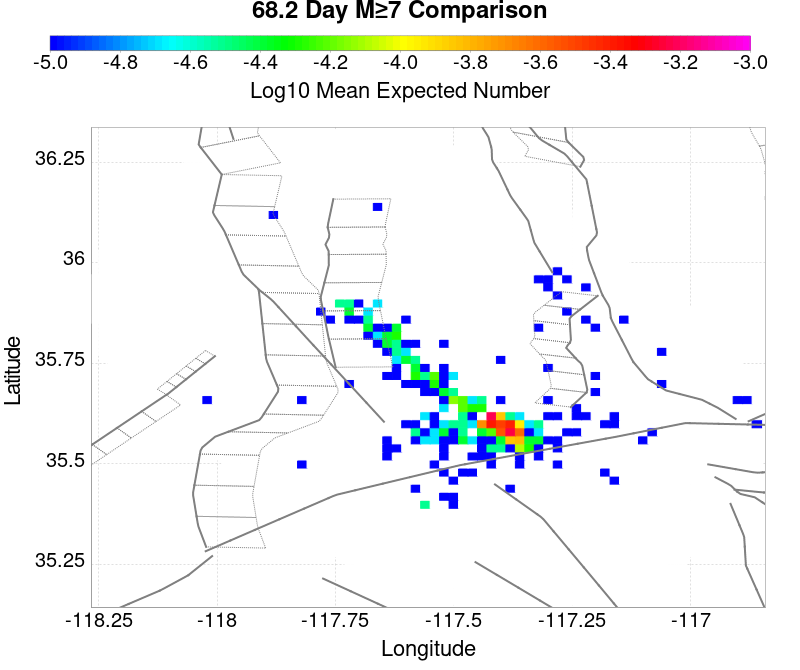 68.2 Day M≥7 Comparison
-5.0 -4.8 -4.6 -4.4 -4.2 -4.0 -3.8 -3.6 -3.4 -3.2 -3.0
Log10 Mean Expected Number
36.25
36
35.75
35.5
35.25
Latitude
-118.25 -118 -117.75 -117.5 -117.25 -117
Longitude